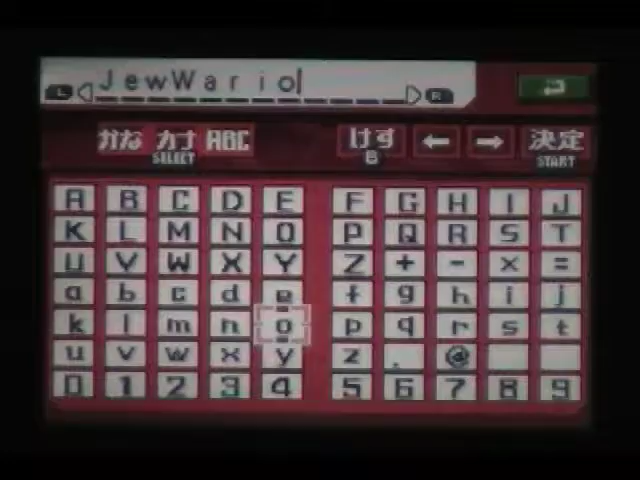 L JewWario R
かな カナ ABC けす ← → 決定
SELECT B START
A B C D E F G H I J
K L M N O P Q R S T
U V W X Y Z + - × =
a b c d e f g h i j
k l m n o p q r s t
u v w x y z . @
0 1 2 3 4 5 6 7 8 9